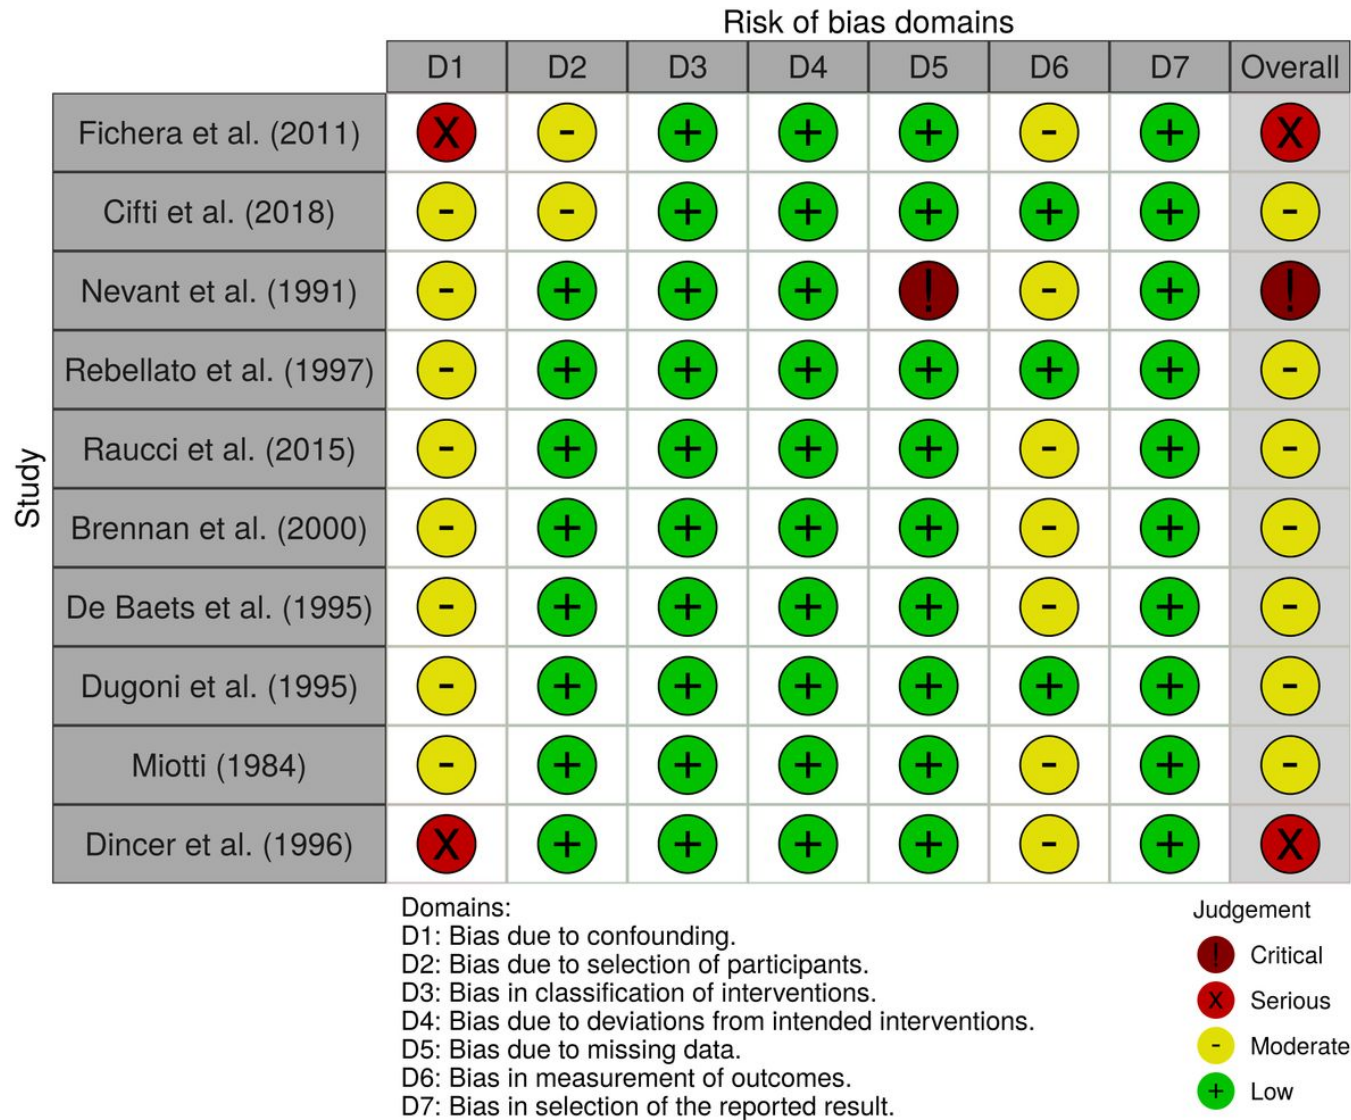 Risk of bias domains
D1 D2 D3 D4 D5 D6 D7 Overall
Study
Fichera et al. (2011) X - + + + - + X
Cifti et al. (2018) - - + + + + + -
Nevant et al. (1991) - + + + ! - + !
Rebellato et al. (1997) - + + + + + + -
Raucci et al. (2015) - + + + + - + -
Brennan et al. (2000) - + + + + - + -
De Baets et al. (1995) - + + + + - + -
Dugoni et al. (1995) - + + + + + + -
Miotti (1984) - + + + + - + -
Dincer et al. (1996) X + + + + - + X
Domains:
D1: Bias due to confounding.
D2: Bias due to selection of participants.
D3: Bias in classification of interventions.
D4: Bias due to deviations from intended interventions.
D5: Bias due to missing data.
D6: Bias in measurement of outcomes.
D7: Bias in selection of the reported result.
Judgement
! Critical
X Serious
- Moderate
+ Low